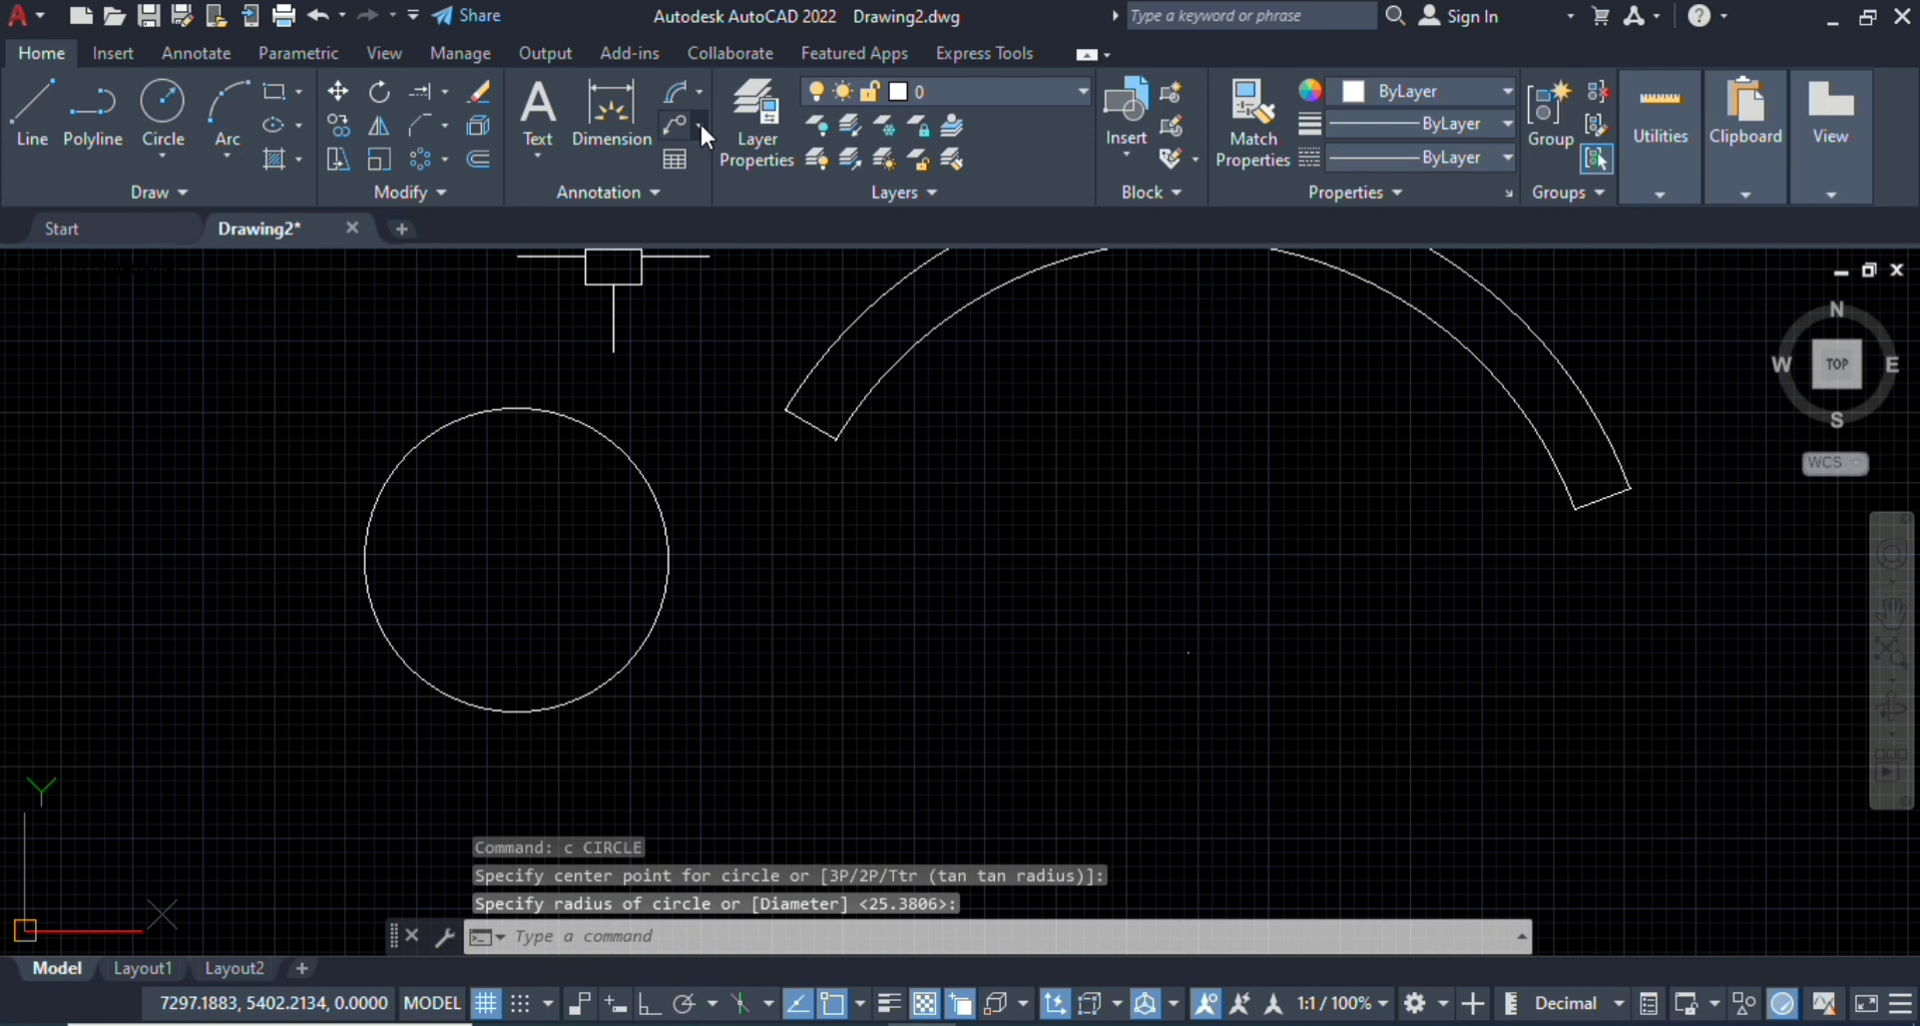 Share
Autodesk AutoCAD 2022 Drawing2.dwg
Type a keyword or phrase
Sign In
Home Insert Annotate Parametric View Manage Output Add-ins Collaborate Featured Apps Express Tools
Line Polyline Circle Arc
Text Dimension
Layer Properties
0
Insert
Match Properties
ByLayer
ByLayer
ByLayer
Group
Utilities
Clipboard
View
Draw Modify Annotation Layers Block Properties Groups
Start Drawing2*
N
W TOP E
S
WCS
Y
X
Command: c CIRCLE
Specify center point for circle or [3P/2P/Ttr (tan tan radius)]:
Specify radius of circle or [Diameter] <25.3806>:
Type a command
Model Layout1 Layout2
7297.1883, 5402.2134, 0.0000 MODEL 1:1 / 100% Decimal